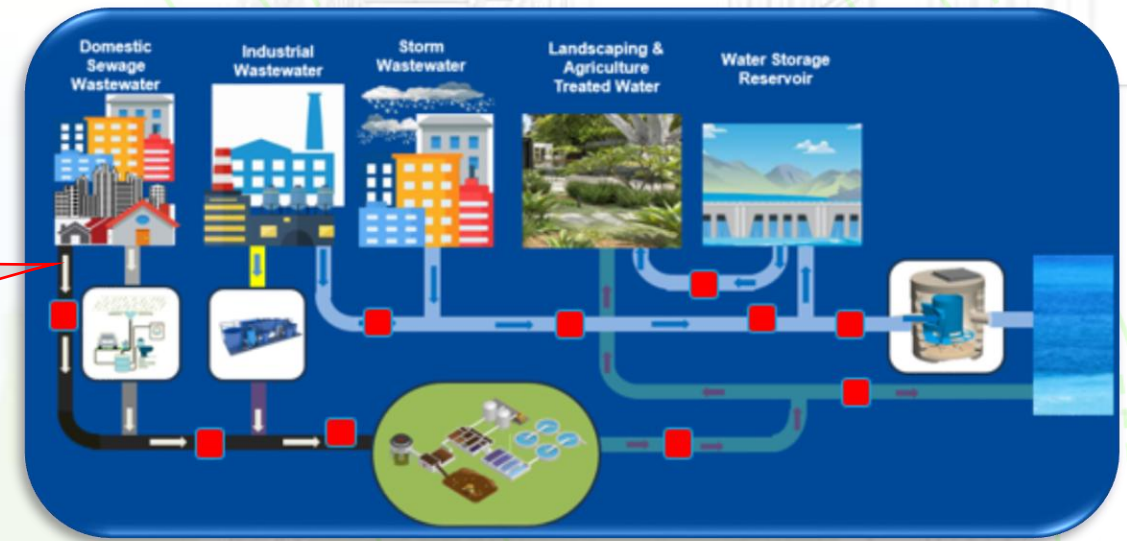 Domestic
Sewage
Wastewater
Industrial
Wastewater
Storm
Wastewater
Landscaping &
Agriculture
Treated Water
Water Storage
Reservoir